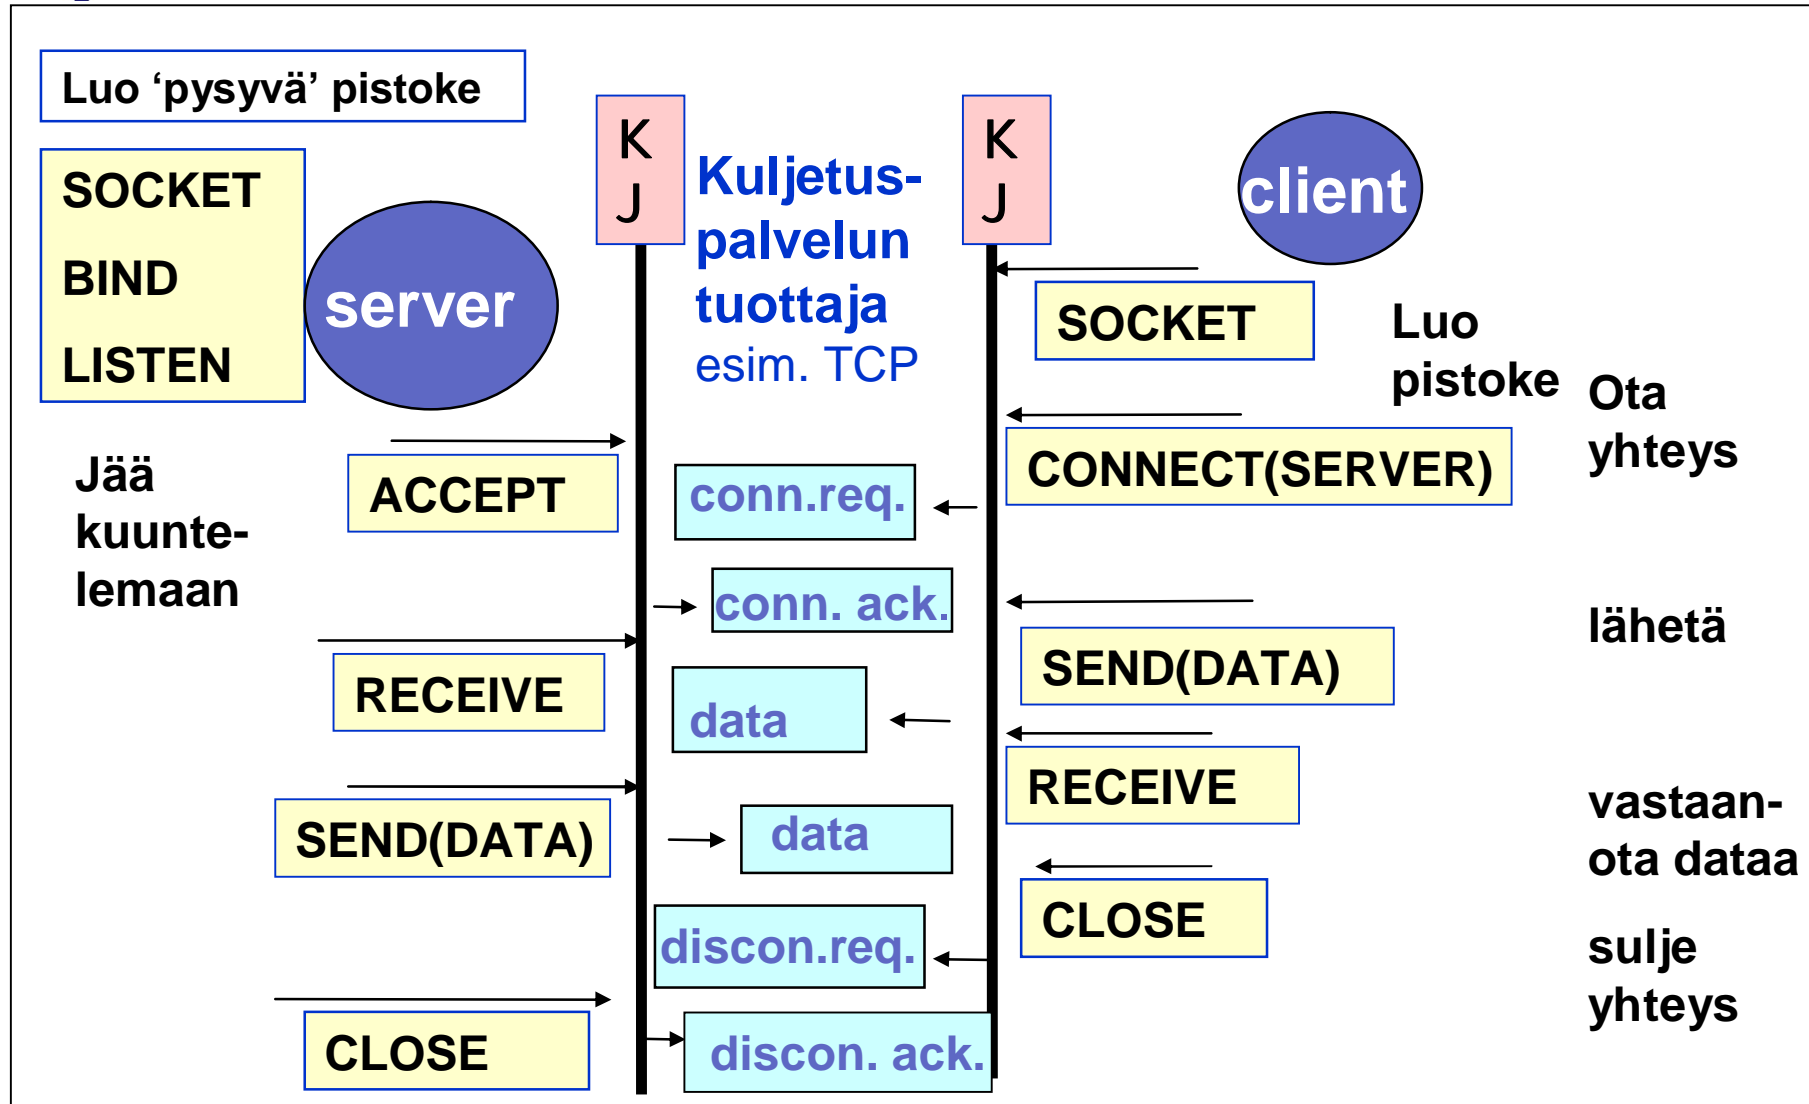 Luo ‘pysyvä’ pistoke
SOCKET
BIND
LISTEN
server
K
J
Kuljetus-
palvelun
tuottaja
esim. TCP
K
J
client
SOCKET
Luo
pistoke
Ota
yhteys
CONNECT(SERVER)
Jää
kuunte-
lemaan
ACCEPT
conn.req.
conn. ack.
lähetä
SEND(DATA)
RECEIVE
data
RECEIVE
vastaan-
ota dataa
SEND(DATA)
data
CLOSE
sulje
yhteys
discon.req.
CLOSE
discon. ack.